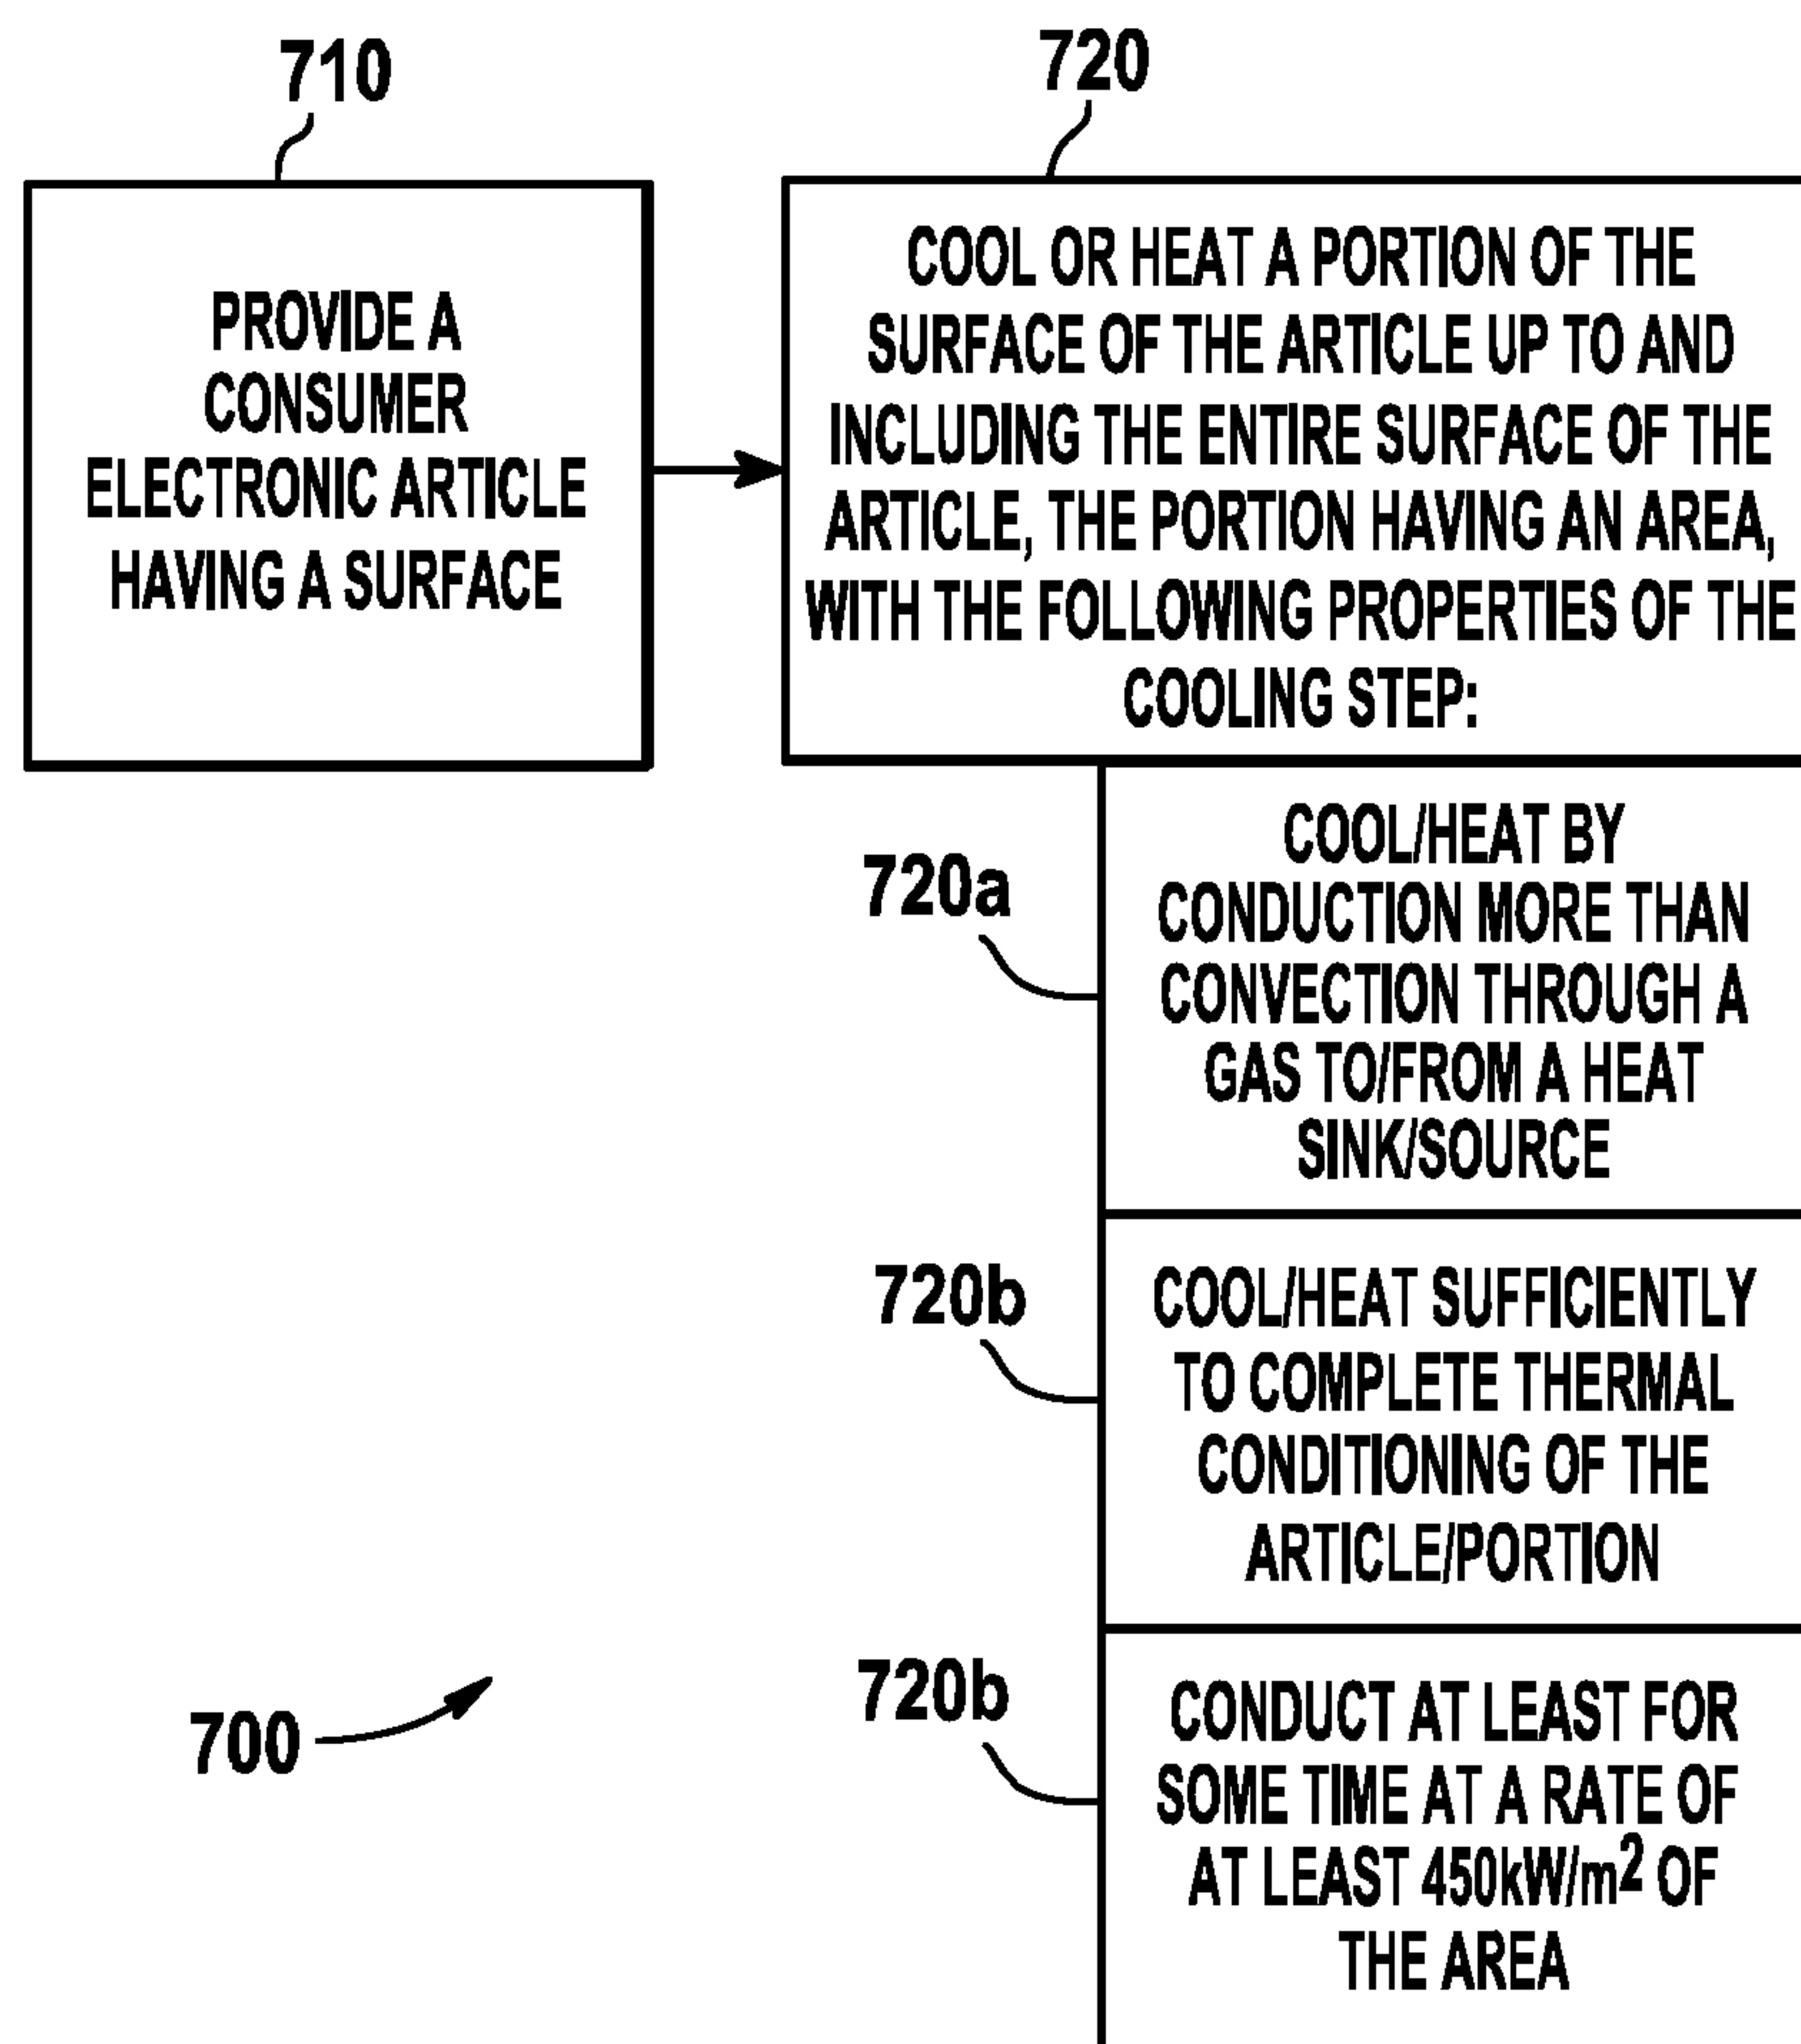 710
PROVIDE A
CONSUMER
ELECTRONIC ARTICLE
HAVING A SURFACE
720
COOL OR HEAT A PORTION OF THE
SURFACE OF THE ARTICLE UP TO AND
INCLUDING THE ENTIRE SURFACE OF THE
ARTICLE, THE PORTION HAVING AN AREA,
WITH THE FOLLOWING PROPERTIES OF THE
COOLING STEP:
720a
COOL/HEAT BY
CONDUCTION MORE THAN
CONVECTION THROUGH A
GAS TO/FROM A HEAT
SINK/SOURCE
720b
COOL/HEAT SUFFICIENTLY
TO COMPLETE THERMAL
CONDITIONING OF THE
ARTICLE/PORTION
720b
CONDUCT AT LEAST FOR
SOME TIME AT A RATE OF
AT LEAST 450kW/m² OF
THE AREA
700